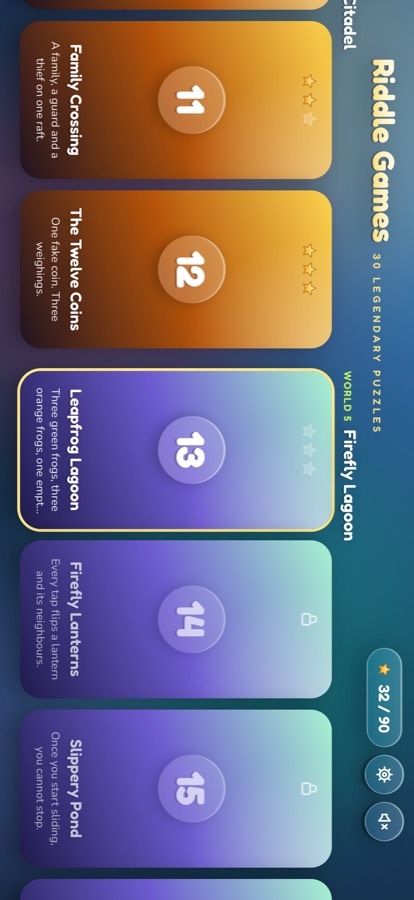 Riddle Games 30 LEGENDARY PUZZLES
32 / 90
Citadel
WORLD 5 Firefly Lagoon
11
Family Crossing
A family, a guard and a
thief on one raft.
12
The Twelve Coins
One fake coin. Three
weighings.
13
Leapfrog Lagoon
Three green frogs, three
orange frogs, one empt...
14
Firefly Lanterns
Every tap flips a lantern
and its neighbours.
15
Slippery Pond
Once you start sliding,
you cannot stop.